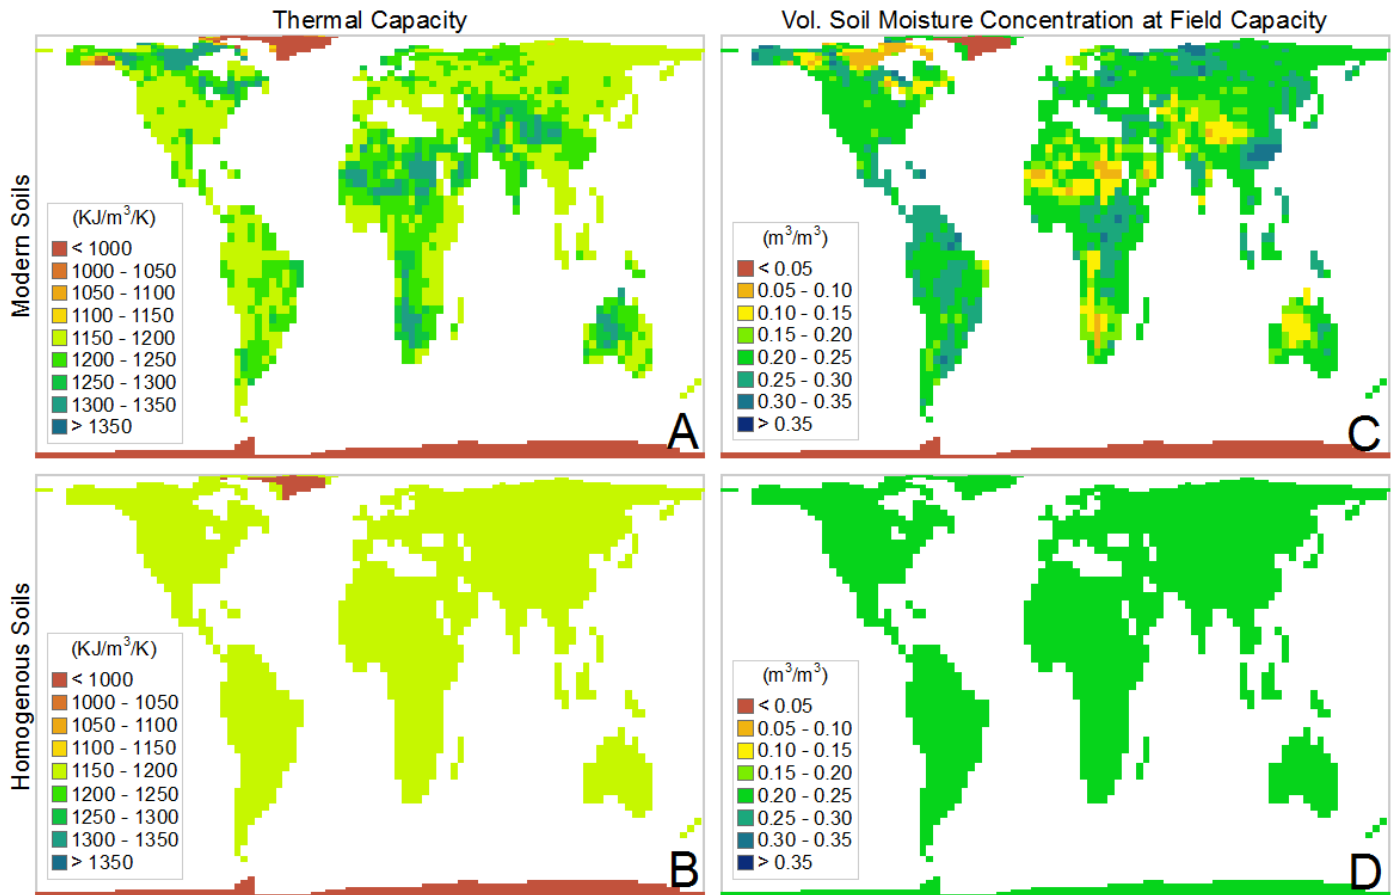 Thermal Capacity
Vol. Soil Moisture Concentration at Field Capacity
Modern Soils
(KJ/m³/K)
< 1000
1000 - 1050
1050 - 1100
1100 - 1150
1150 - 1200
1200 - 1250
1250 - 1300
1300 - 1350
> 1350
A
(m³/m³)
< 0.05
0.05 - 0.10
0.10 - 0.15
0.15 - 0.20
0.20 - 0.25
0.25 - 0.30
0.30 - 0.35
> 0.35
C
Homogenous Soils
(KJ/m³/K)
< 1000
1000 - 1050
1050 - 1100
1100 - 1150
1150 - 1200
1200 - 1250
1250 - 1300
1300 - 1350
> 1350
B
(m³/m³)
< 0.05
0.05 - 0.10
0.10 - 0.15
0.15 - 0.20
0.20 - 0.25
0.25 - 0.30
0.30 - 0.35
> 0.35
D